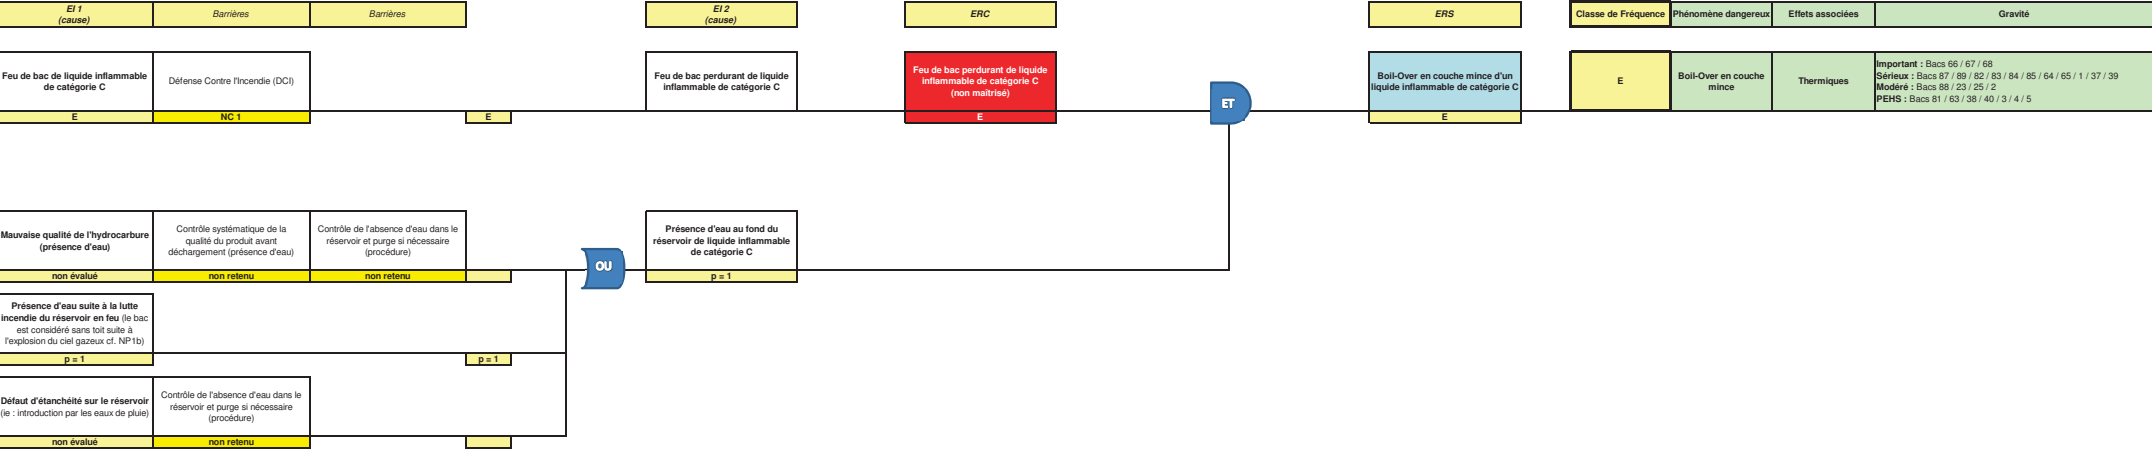 EI 1
(cause)
Barrières
Barrières
EI 2
(cause)
ERC
ERS
Classe de Fréquence
Phénomène dangereux
Effets associées
Gravité
Feu de bac de liquide inflammable
de catégorie C
Défense Contre l'Incendie (DCI)
Feu de bac perdurant de liquide
inflammable de catégorie C
Feu de bac perdurant de liquide
inflammable de catégorie C
(non maîtrisé)
ET
Boil-Over en couche mince d'un
liquide inflammable de catégorie C
E
Boil-Over en couche
mince
Thermiques
Important : Bacs 66 / 67 / 68
Sérieux : Bacs 87 / 89 / 82 / 83 / 84 / 85 / 64 / 65 / 1 / 37 / 39
Modéré : Bacs 88 / 23 / 25 / 2
PEHS : Bacs 81 / 63 / 38 / 40 / 3 / 4 / 5
E
NC 1
E
E
E
Mauvaise qualité de l'hydrocarbure
(présence d'eau)
Contrôle systématique de la
qualité du produit avant
déchargement (présence d'eau)
Contrôle de l'absence d'eau dans le
réservoir et purge si nécessaire
(procédure)
OU
Présence d'eau au fond du
réservoir de liquide inflammable
de catégorie C
non évalué
non retenu
non retenu
p = 1
Présence d'eau suite à la lutte
incendie du réservoir en feu (le bac
est considéré sans toit suite à
l'explosion du ciel gazeux cf. NP1b)
p = 1
p = 1
Défaut d'étanchéité sur le réservoir
(ie : introduction par les eaux de pluie)
Contrôle de l'absence d'eau dans le
réservoir et purge si nécessaire
(procédure)
non évalué
non retenu